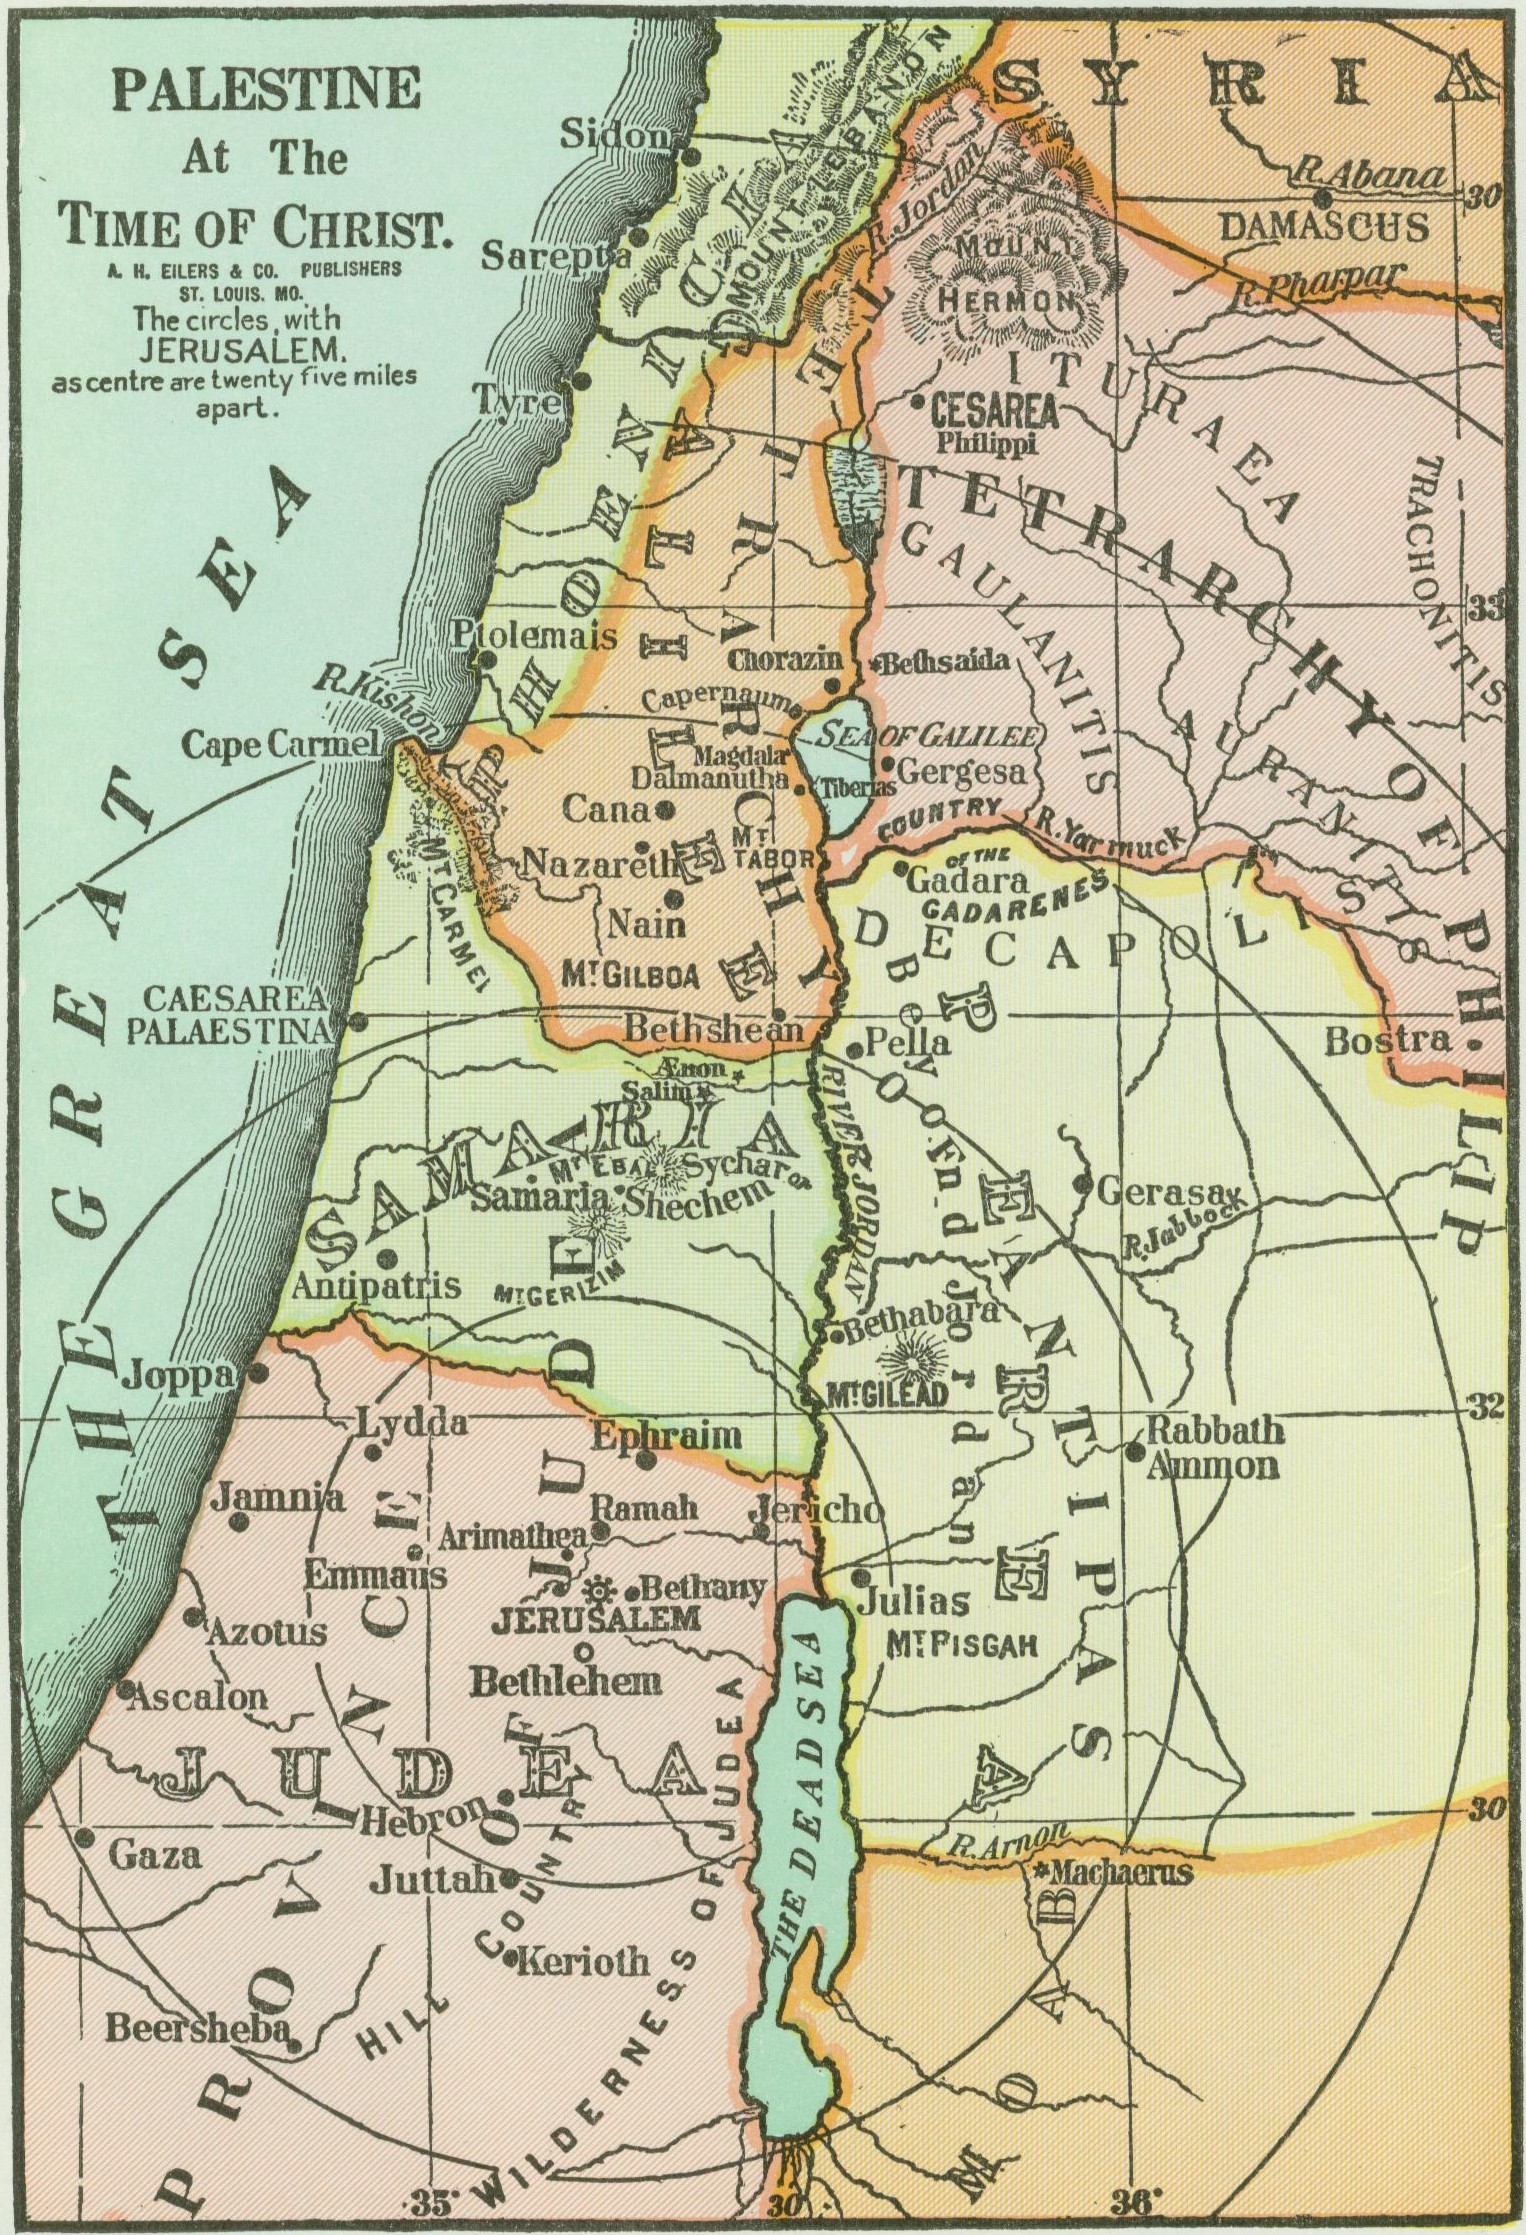 PALESTINE
At The
TIME OF CHRIST.
A. H. EILERS & CO. PUBLISHERS
ST. LOUIS. MO.
The circles, with
JERUSALEM.
as centre are twenty five miles
apart.
SYRIA
MOUNT LEBANON
Sidon
R. Abana
30
DAMASCUS
R. Jordan
Sarepta
MOUNT
HERMON
R. Pharpar
PHOENICIA
ITURAEA
Tyre
CESAREA
Philippi
TETRARCHY OF PHILIP
TRACHONITIS
GAULANITIS
THE GREAT SEA
GALILEE
TETRARCHY
33
Ptolemais
Chorazin
Bethsaida
R. Kishon
Capernaum
AURANITIS
Cape Carmel
SEA OF GALILEE
Magdala
Dalmanutha
Tiberias
Gergesa
Cana
MT. TABOR
COUNTRY
OF THE
GADARENES
R. Yarmuck
Nazareth
MT CARMEL
Gadara
Nain
DECAPOLIS
MT. GILBOA
CAESAREA
PALAESTINA
Bethshean
Bostra
Pella
Ænon
Salim
Beyond Jordan
RIVER JORDAN
SAMARIA
MT EBAL
Sychar or
Shechem
Samaria
Gerasa
R. Jabbock
PEREA
Antipatris
MT. GERIZIM
Bethabara
ANTIPAS
Joppa
MT. GILEAD
32
Lydda
Ephraim
Rabbath
Ammon
Jamnia
Ramah
Jericho
Arimathea
Emmaus
Bethany
Julias
JERUSALEM
Azotus
MT. PISGAH
Bethlehem
Ascalon
THE DEAD SEA
JUDEA
PROVINCE OF JUDEA
Hebron
30
R. Arnon
Gaza
Juttah
Machaerus
HILL COUNTRY
WILDERNESS OF JUDEA
Kerioth
Beersheba
MOAB
35°
30
36°